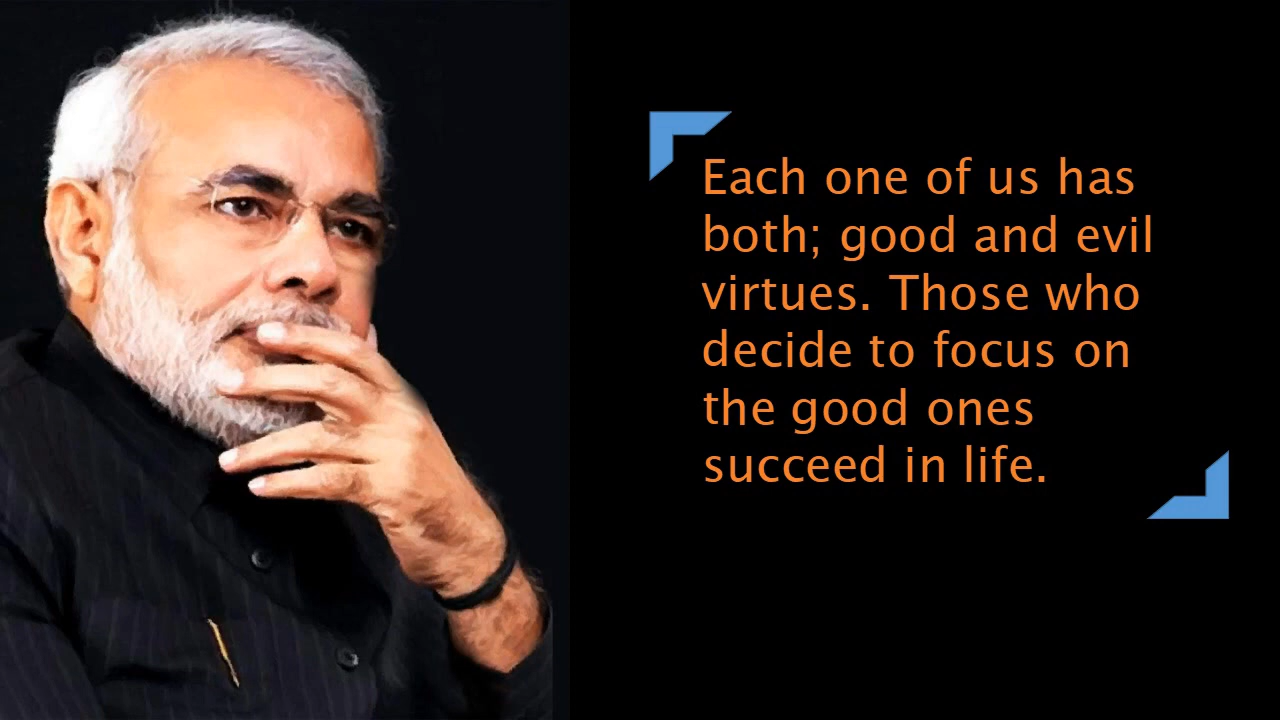 Each one of us has
both; good and evil
virtues. Those who
decide to focus on
the good ones
succeed in life.